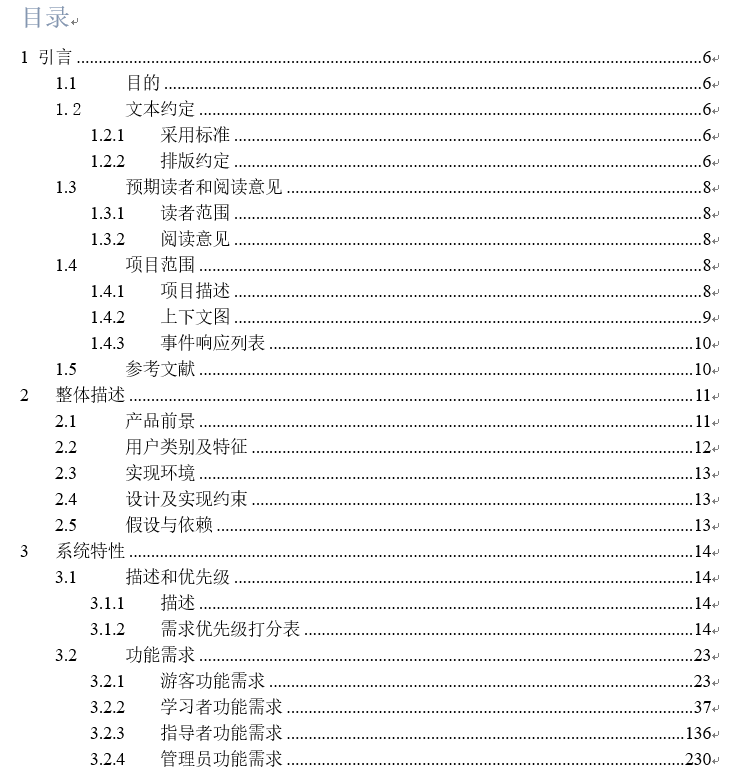 目录
1 引言 6
1.1 目的 6
1.2 文本约定 6
1.2.1 采用标准 6
1.2.2 排版约定 6
1.3 预期读者和阅读意见 8
1.3.1 读者范围 8
1.3.2 阅读意见 8
1.4 项目范围 8
1.4.1 项目描述 8
1.4.2 上下文图 9
1.4.3 事件响应列表 10
1.5 参考文献 10
2 整体描述 11
2.1 产品前景 11
2.2 用户类别及特征 12
2.3 实现环境 13
2.4 设计及实现约束 13
2.5 假设与依赖 13
3 系统特性 14
3.1 描述和优先级 14
3.1.1 描述 14
3.1.2 需求优先级打分表 14
3.2 功能需求 23
3.2.1 游客功能需求 23
3.2.2 学习者功能需求 37
3.2.3 指导者功能需求 136
3.2.4 管理员功能需求 230